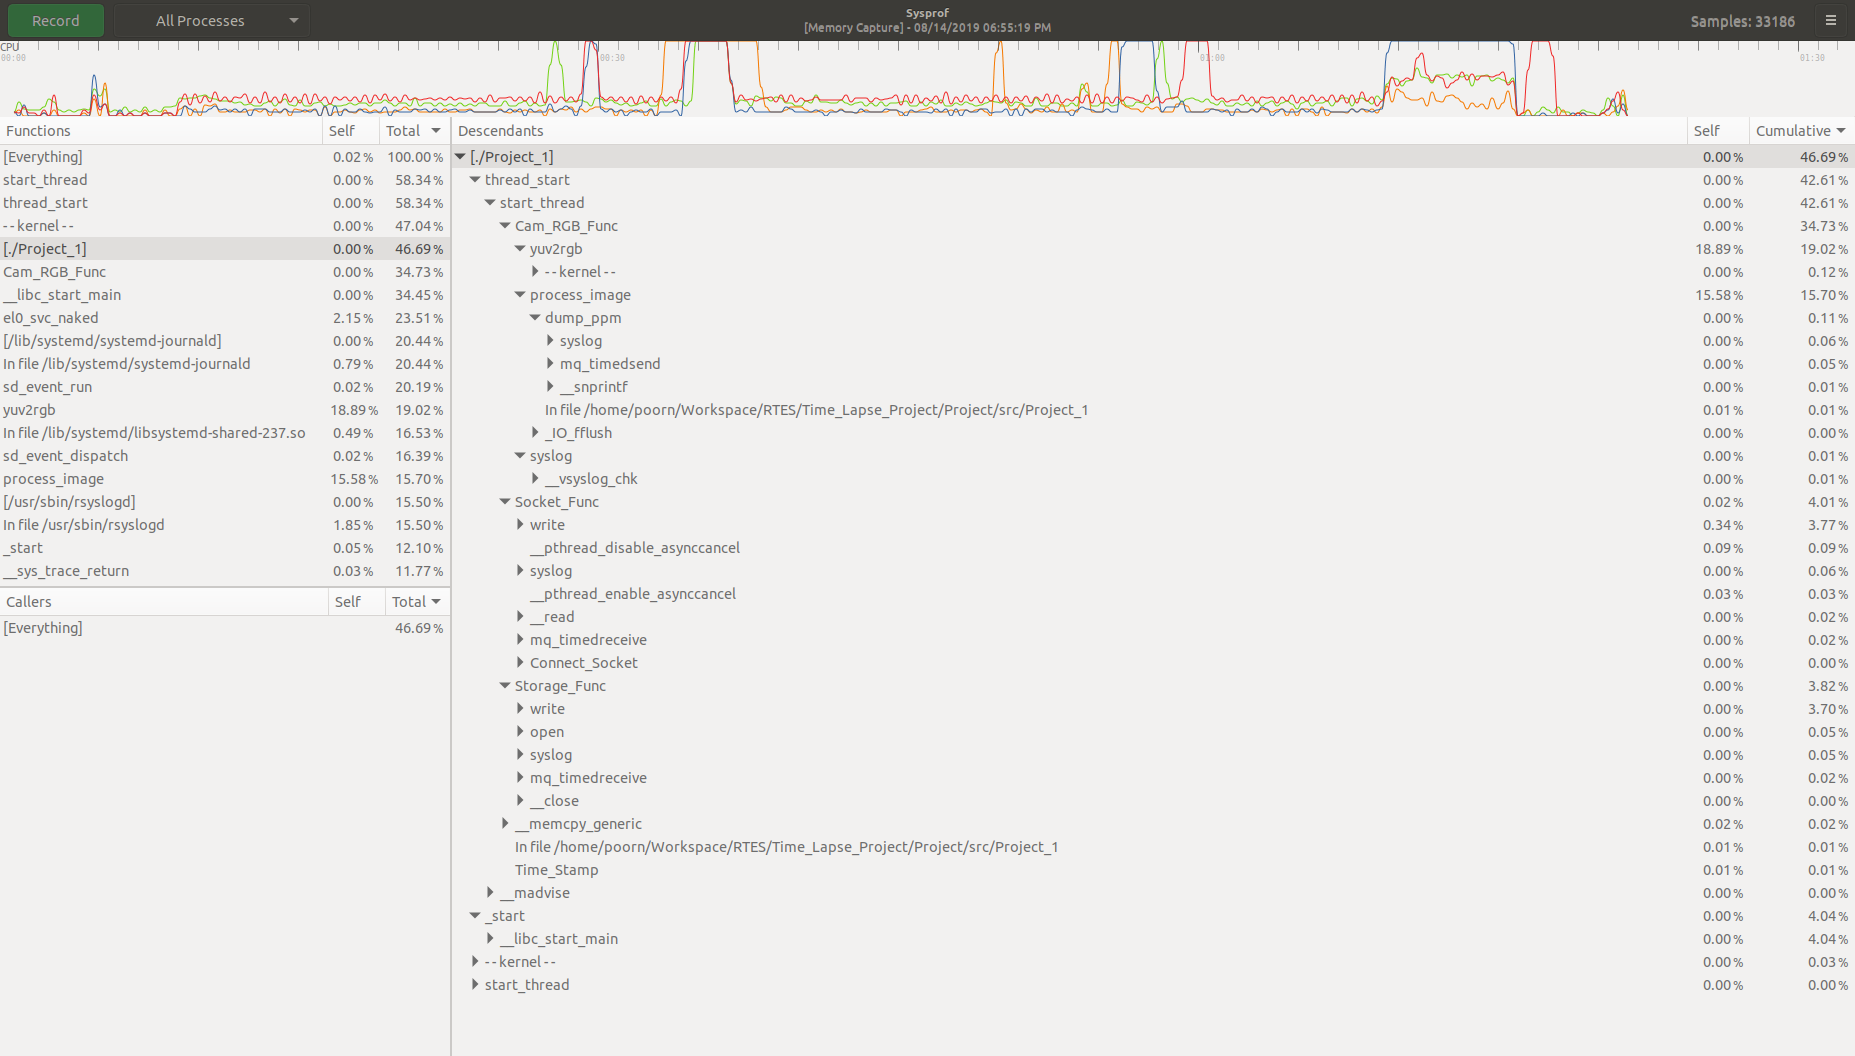 Record All Processes Sysprof Samples: 33186
[Memory Capture] - 08/14/2019 06:55:19 PM
CPU
00:00 00:30 01:00 01:30
Functions Self Total
[Everything] 0.02% 100.00%
start_thread 0.00% 58.34%
thread_start 0.00% 58.34%
--kernel-- 0.00% 47.04%
[./Project_1] 0.00% 46.69%
Cam_RGB_Func 0.00% 34.73%
__libc_start_main 0.00% 34.45%
el0_svc_naked 2.15% 23.51%
[/lib/systemd/systemd-journald] 0.00% 20.44%
In file /lib/systemd/systemd-journald 0.79% 20.44%
sd_event_run 0.02% 20.19%
yuv2rgb 18.89% 19.02%
In file /lib/systemd/libsystemd-shared-237.so 0.49% 16.53%
sd_event_dispatch 0.02% 16.39%
process_image 15.58% 15.70%
[/usr/sbin/rsyslogd] 0.00% 15.50%
In file /usr/sbin/rsyslogd 1.85% 15.50%
_start 0.05% 12.10%
__sys_trace_return 0.03% 11.77%
Callers Self Total
[Everything] 46.69%
Descendants Self Cumulative
[./Project_1] 0.00% 46.69%
thread_start 0.00% 42.61%
start_thread 0.00% 42.61%
Cam_RGB_Func 0.00% 34.73%
yuv2rgb 18.89% 19.02%
--kernel-- 0.00% 0.12%
process_image 15.58% 15.70%
dump_ppm 0.00% 0.11%
syslog 0.00% 0.06%
mq_timedsend 0.00% 0.05%
__snprintf 0.00% 0.01%
In file /home/poorn/Workspace/RTES/Time_Lapse_Project/Project/src/Project_1 0.01% 0.01%
_IO_fflush 0.00% 0.00%
syslog 0.00% 0.01%
__vsyslog_chk 0.00% 0.01%
Socket_Func 0.02% 4.01%
write 0.34% 3.77%
__pthread_disable_asynccancel 0.09% 0.09%
syslog 0.00% 0.06%
__pthread_enable_asynccancel 0.03% 0.03%
__read 0.00% 0.02%
mq_timedreceive 0.00% 0.02%
Connect_Socket 0.00% 0.00%
Storage_Func 0.00% 3.82%
write 0.00% 3.70%
open 0.00% 0.05%
syslog 0.00% 0.05%
mq_timedreceive 0.00% 0.02%
__close 0.00% 0.00%
__memcpy_generic 0.02% 0.02%
In file /home/poorn/Workspace/RTES/Time_Lapse_Project/Project/src/Project_1 0.01% 0.01%
Time_Stamp 0.01% 0.01%
__madvise 0.00% 0.00%
_start 0.00% 4.04%
__libc_start_main 0.00% 4.04%
--kernel-- 0.00% 0.03%
start_thread 0.00% 0.00%